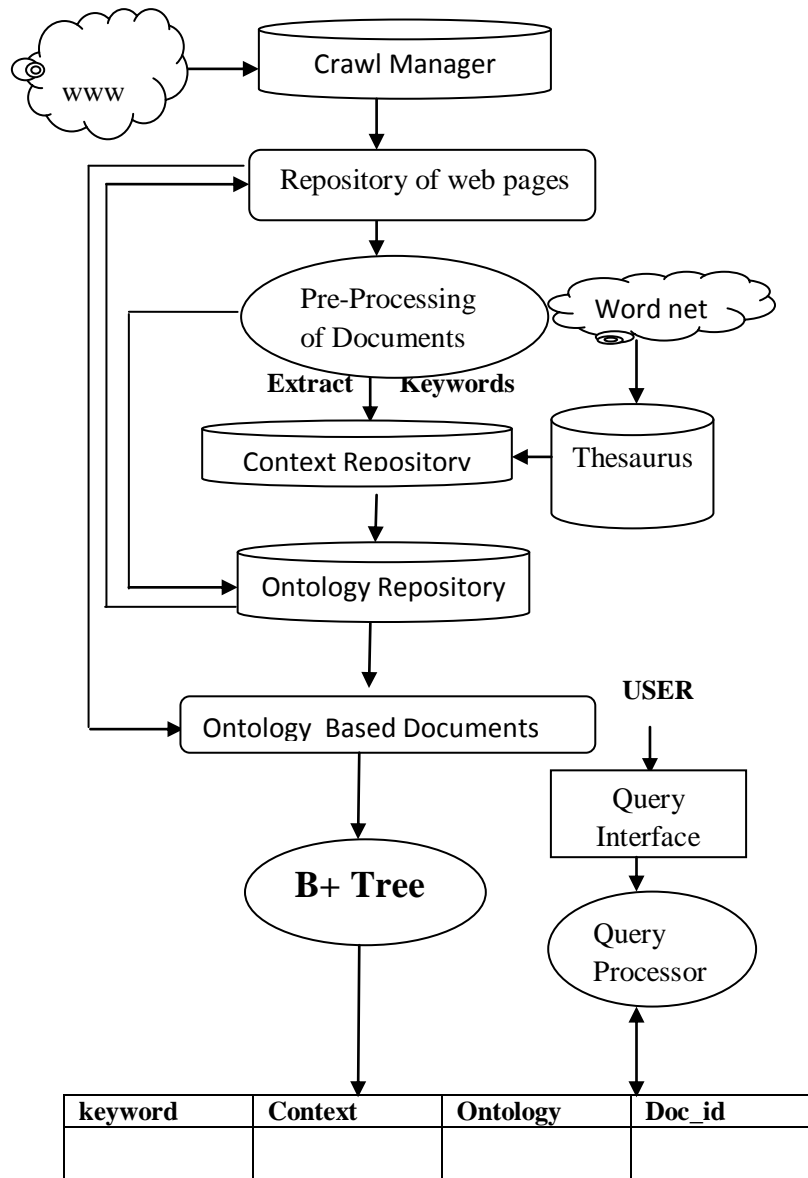 Crawl Manager
www
Repository of web pages
Pre-Processing
of Documents
Word net
Extract Keywords
Context Repository
Thesaurus
Ontology Repository
USER
Ontology Based Documents
Query
Interface
B+ Tree
Query
Processor
keyword Context Ontology Doc_id